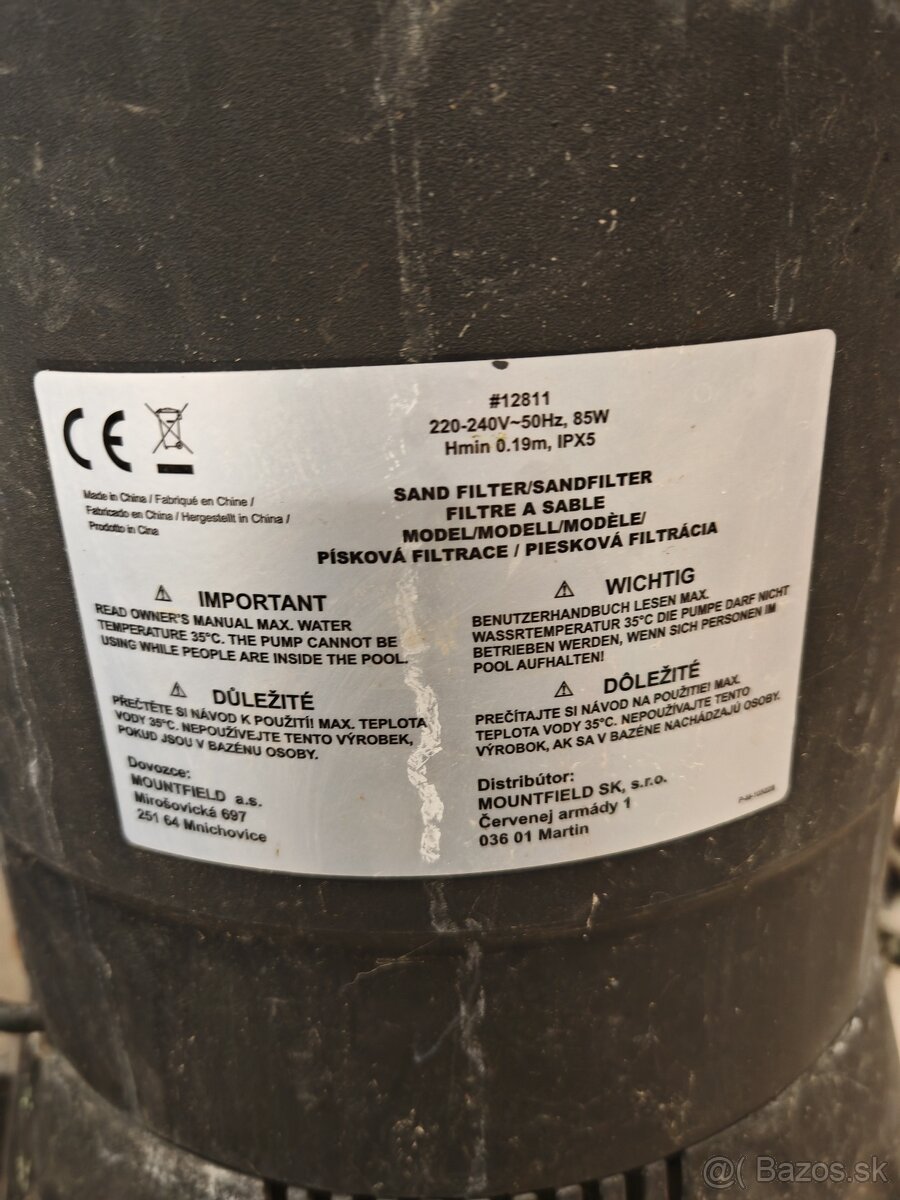 #12811
220-240V~50Hz, 85W
Hmin 0.19m, IPX5
CE
Made in China / Fabriqué en Chine /
Fabricado en China / Hergestellt in China /
Prodotto in Cina
SAND FILTER/SANDFILTER
FILTRE A SABLE
MODEL/MODELL/MODÈLE/
PÍSKOVÁ FILTRACE / PIESKOVÁ FILTRÁCIA
IMPORTANT
READ OWNER'S MANUAL MAX. WATER
TEMPERATURE 35°C. THE PUMP CANNOT BE
USING WHILE PEOPLE ARE INSIDE THE POOL.
WICHTIG
BENUTZERHANDBUCH LESEN MAX.
WASSRTEMPERATUR 35°C DIE PUMPE DARF NICHT
BETRIEBEN WERDEN, WENN SICH PERSONEN IM
POOL AUFHALTEN!
DŮLEŽITÉ
PŘEČTĚTE SI NÁVOD K POUŽITÍ! MAX. TEPLOTA
VODY 35°C. NEPOUŽÍVEJTE TENTO VÝROBEK,
POKUD JSOU V BAZÉNU OSOBY.
DÔLEŽITÉ
PREČÍTAJTE SI NÁVOD NA POUŽITIE! MAX.
TEPLOTA VODY 35°C. NEPOUŽÍVAJTE TENTO
VÝROBOK, AK SA V BAZÉNE NACHÁDZAJÚ OSOBY.
Dovozce:
MOUNTFIELD a.s.
Mirošovická 697
251 64 Mnichovice
Distribútor:
MOUNTFIELD SK, s.r.o.
Červenej armády 1
036 01 Martin
@( Bazos.sk